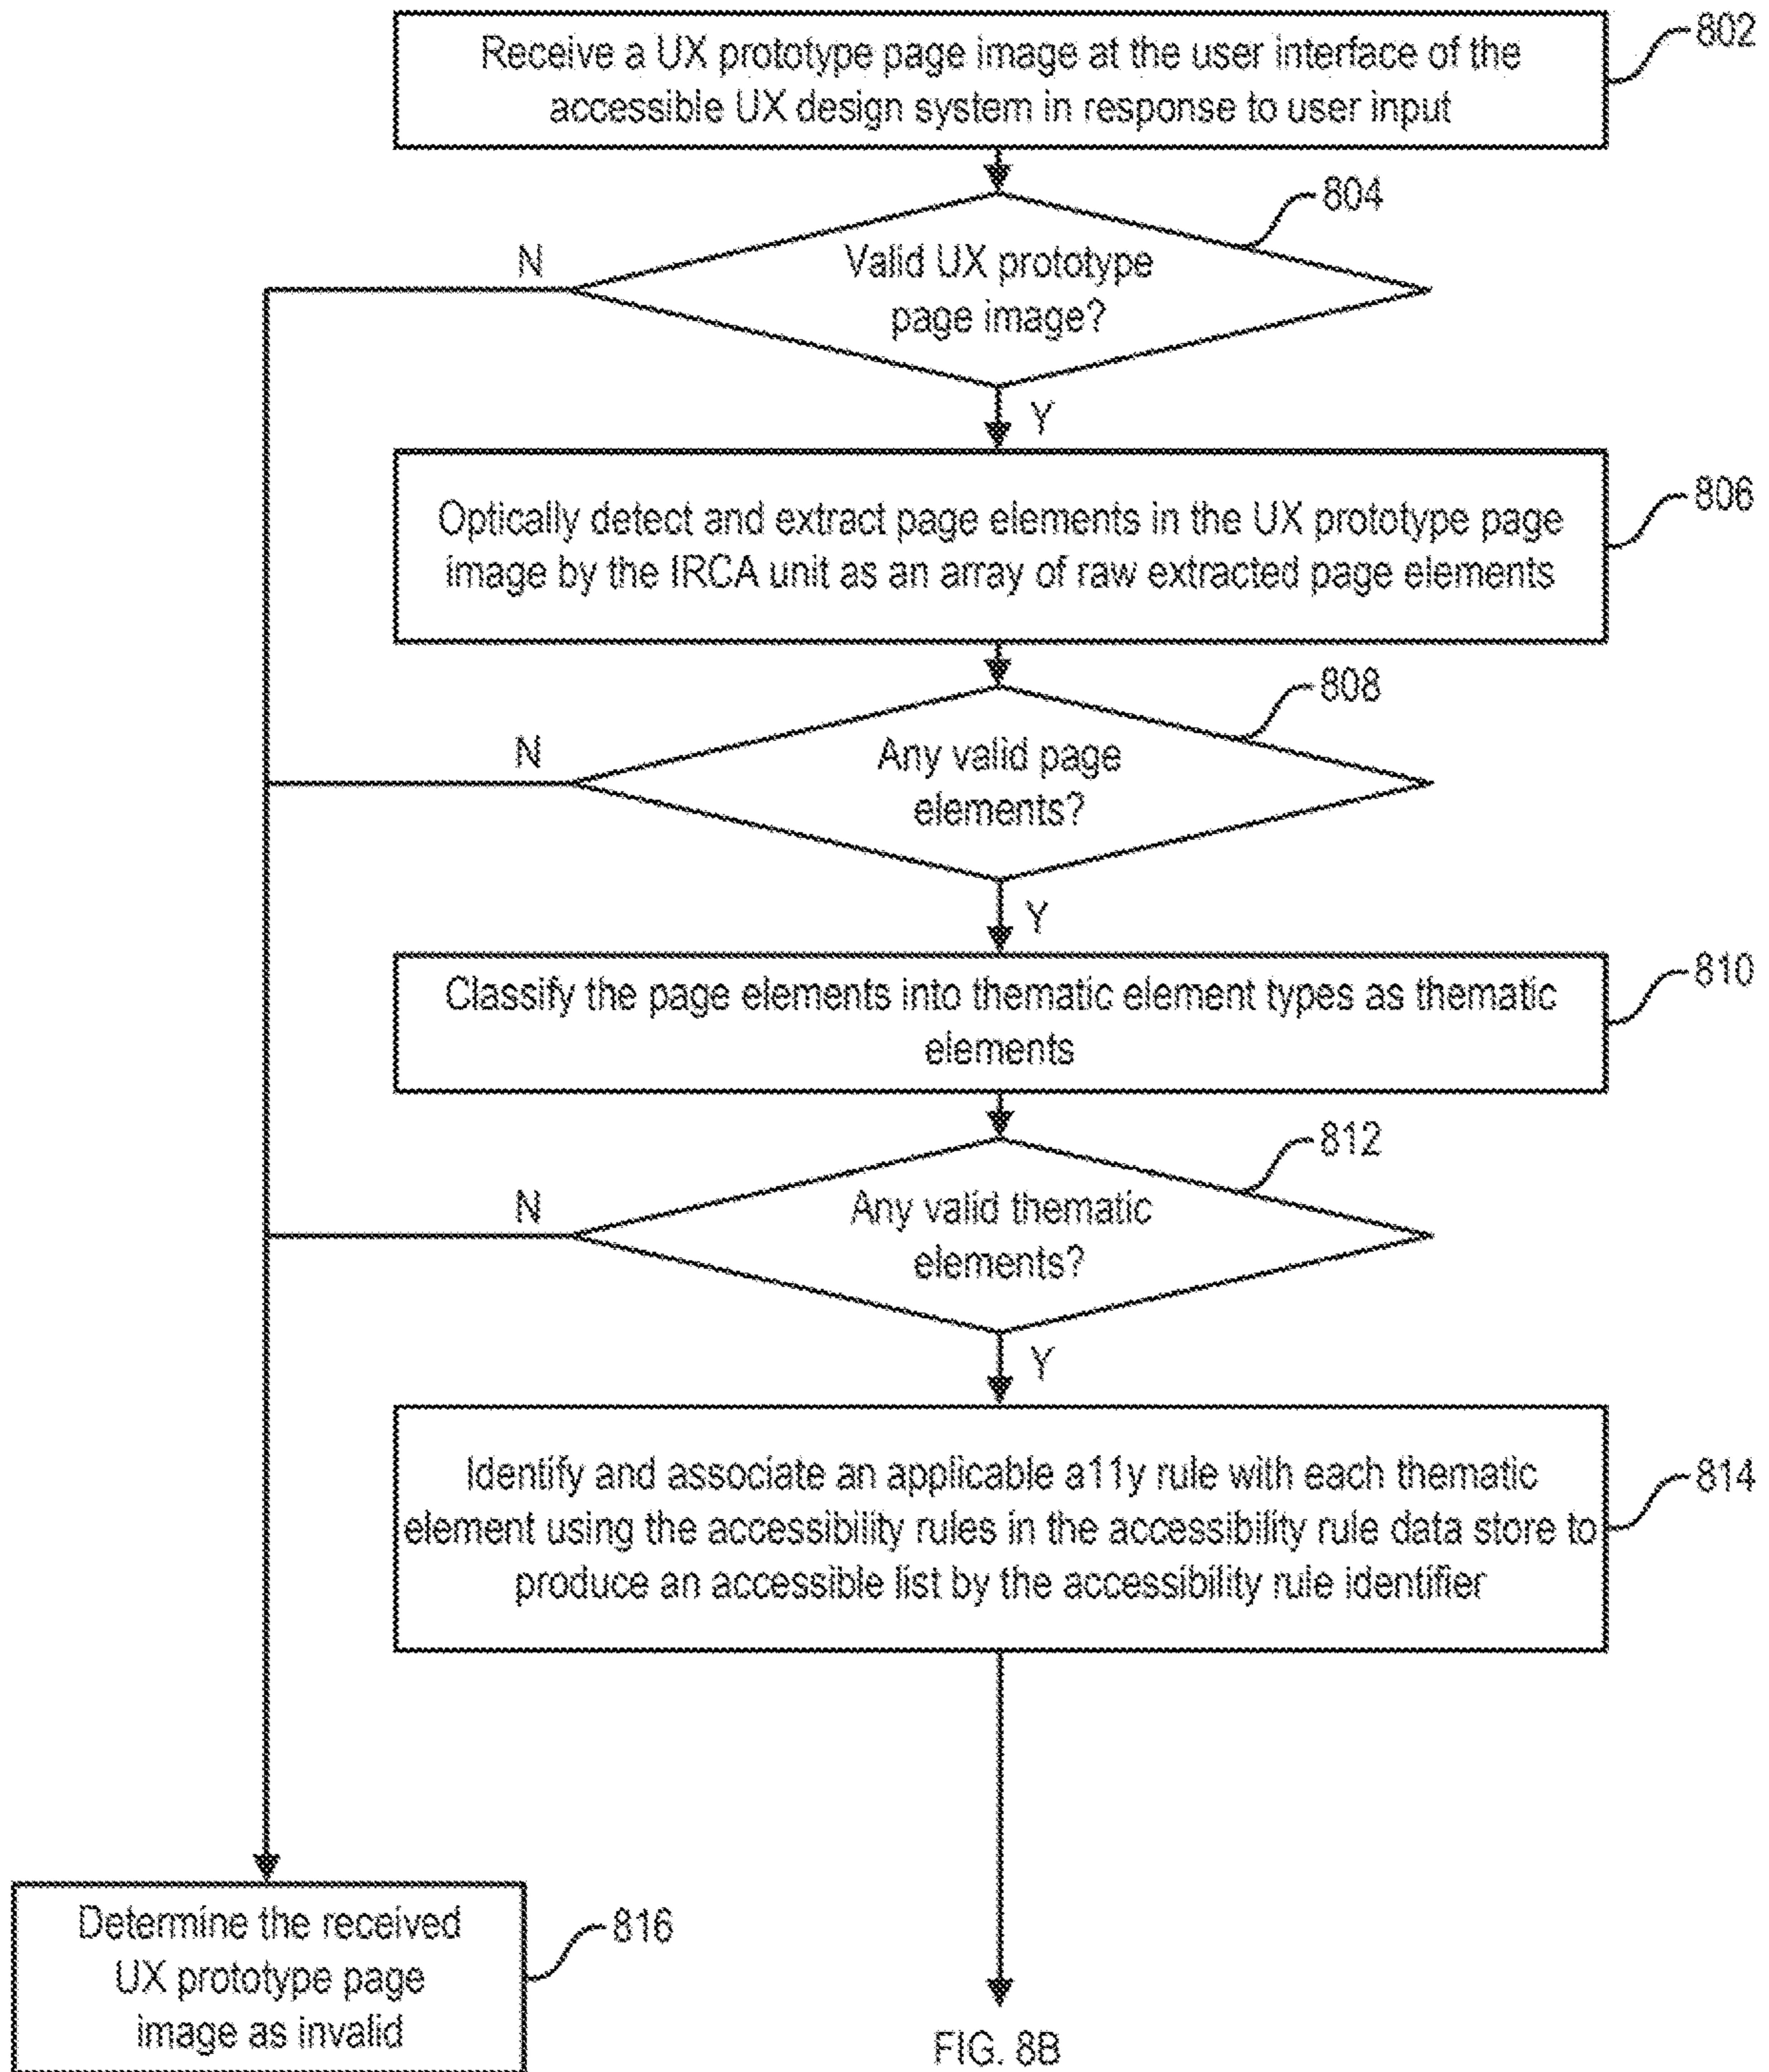 Receive a UX prototype page image at the user interface of the
accessible UX design system in response to user input
802
804
N
Valid UX prototype
page image?
Y
Optically detect and extract page elements in the UX prototype page
image by the IRCA unit as an array of raw extracted page elements
806
808
N
Any valid page
elements?
Y
Classify the page elements into thematic element types as thematic
elements
810
812
N
Any valid thematic
elements?
Y
Identify and associate an applicable a11y rule with each thematic
element using the accessibility rules in the accessibility rule data store to
produce an accessible list by the accessibility rule identifier
814
Determine the received
UX prototype page
image as invalid
816
FIG. 8B